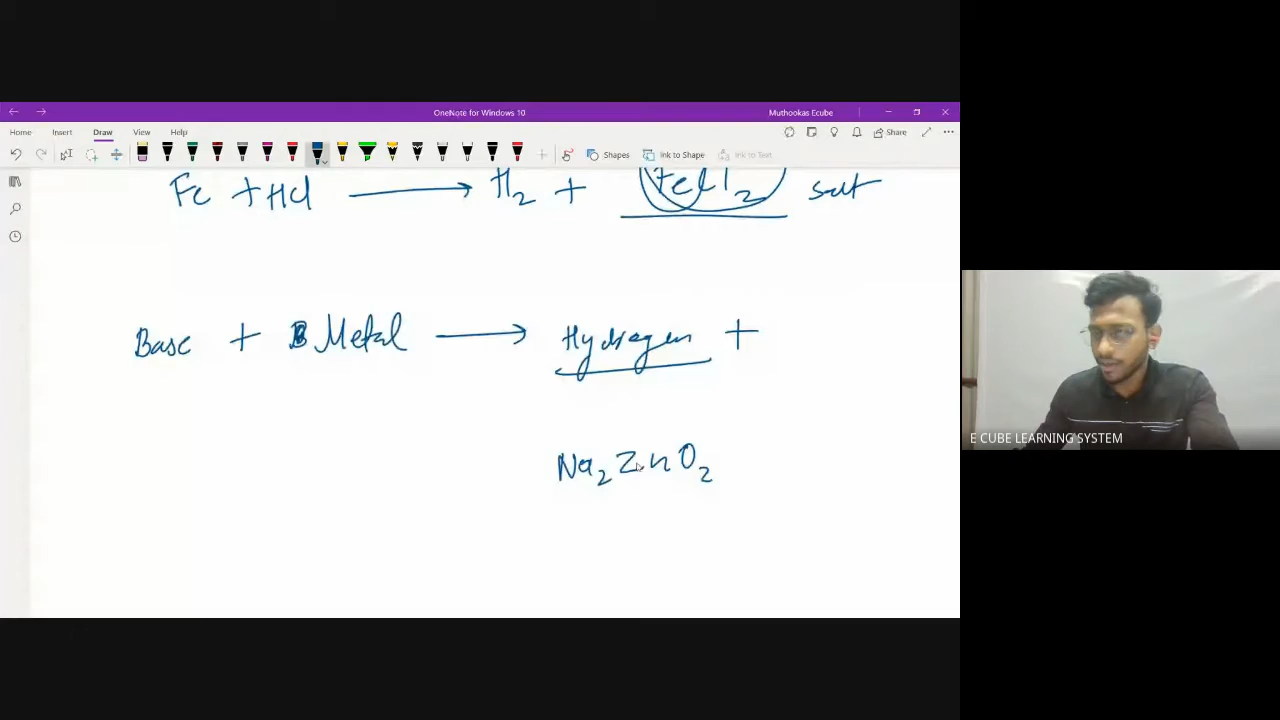 OneNote for Windows 10
Muthookas Ecube
Home Insert Draw View Help
Share
Shapes Ink to Shape Ink to Text
Fe + HCl ⟶ H₂ + FeCl₂ salt
Base + Metal ⟶ Hydrogen +
Na₂ZnO₂
E CUBE LEARNING SYSTEM